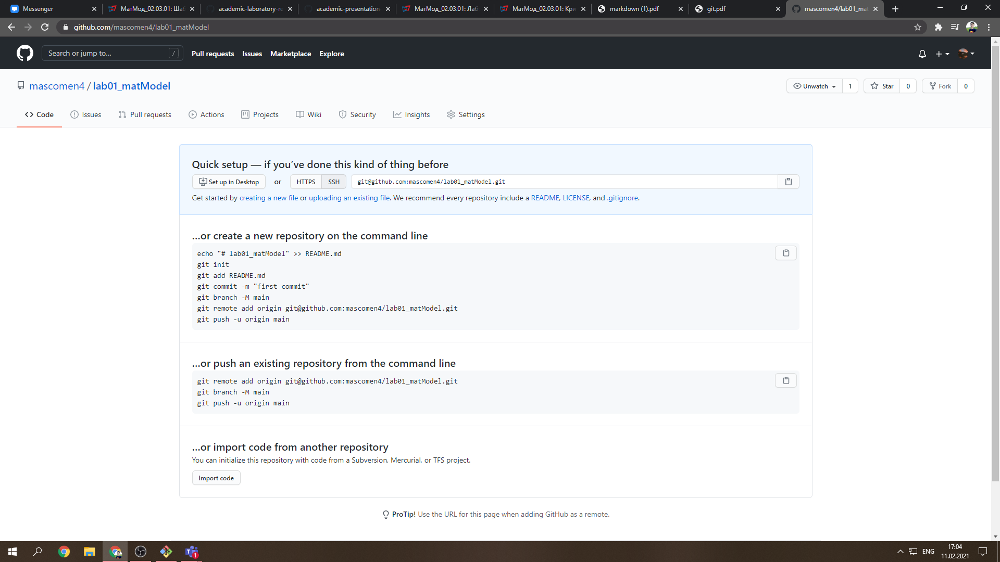 Messenger
МатМод_02.03.01: Шаб
academic-laboratory-re
academic-presentation
МатМод_02.03.01: Лаб
МатМод_02.03.01: Кри
markdown (1).pdf
git.pdf
mascomen4/lab01_mat
github.com/mascomen4/lab01_matModel
Search or jump to...
/
Pull requests
Issues
Marketplace
Explore
mascomen4 / lab01_matModel
Unwatch
1
Star
0
Fork
0
Code
Issues
Pull requests
Actions
Projects
Wiki
Security
Insights
Settings
Quick setup — if you’ve done this kind of thing before
Set up in Desktop
or
HTTPS
SSH
git@github.com:mascomen4/lab01_matModel.git
Get started by creating a new file or uploading an existing file. We recommend every repository include a README, LICENSE, and .gitignore.
…or create a new repository on the command line
echo "# lab01_matModel" >> README.md
git init
git add README.md
git commit -m "first commit"
git branch -M main
git remote add origin git@github.com:mascomen4/lab01_matModel.git
git push -u origin main
…or push an existing repository from the command line
git remote add origin git@github.com:mascomen4/lab01_matModel.git
git branch -M main
git push -u origin main
…or import code from another repository
You can initialize this repository with code from a Subversion, Mercurial, or TFS project.
Import code
ProTip! Use the URL for this page when adding GitHub as a remote.
1
ENG
17:04
11.02.2021